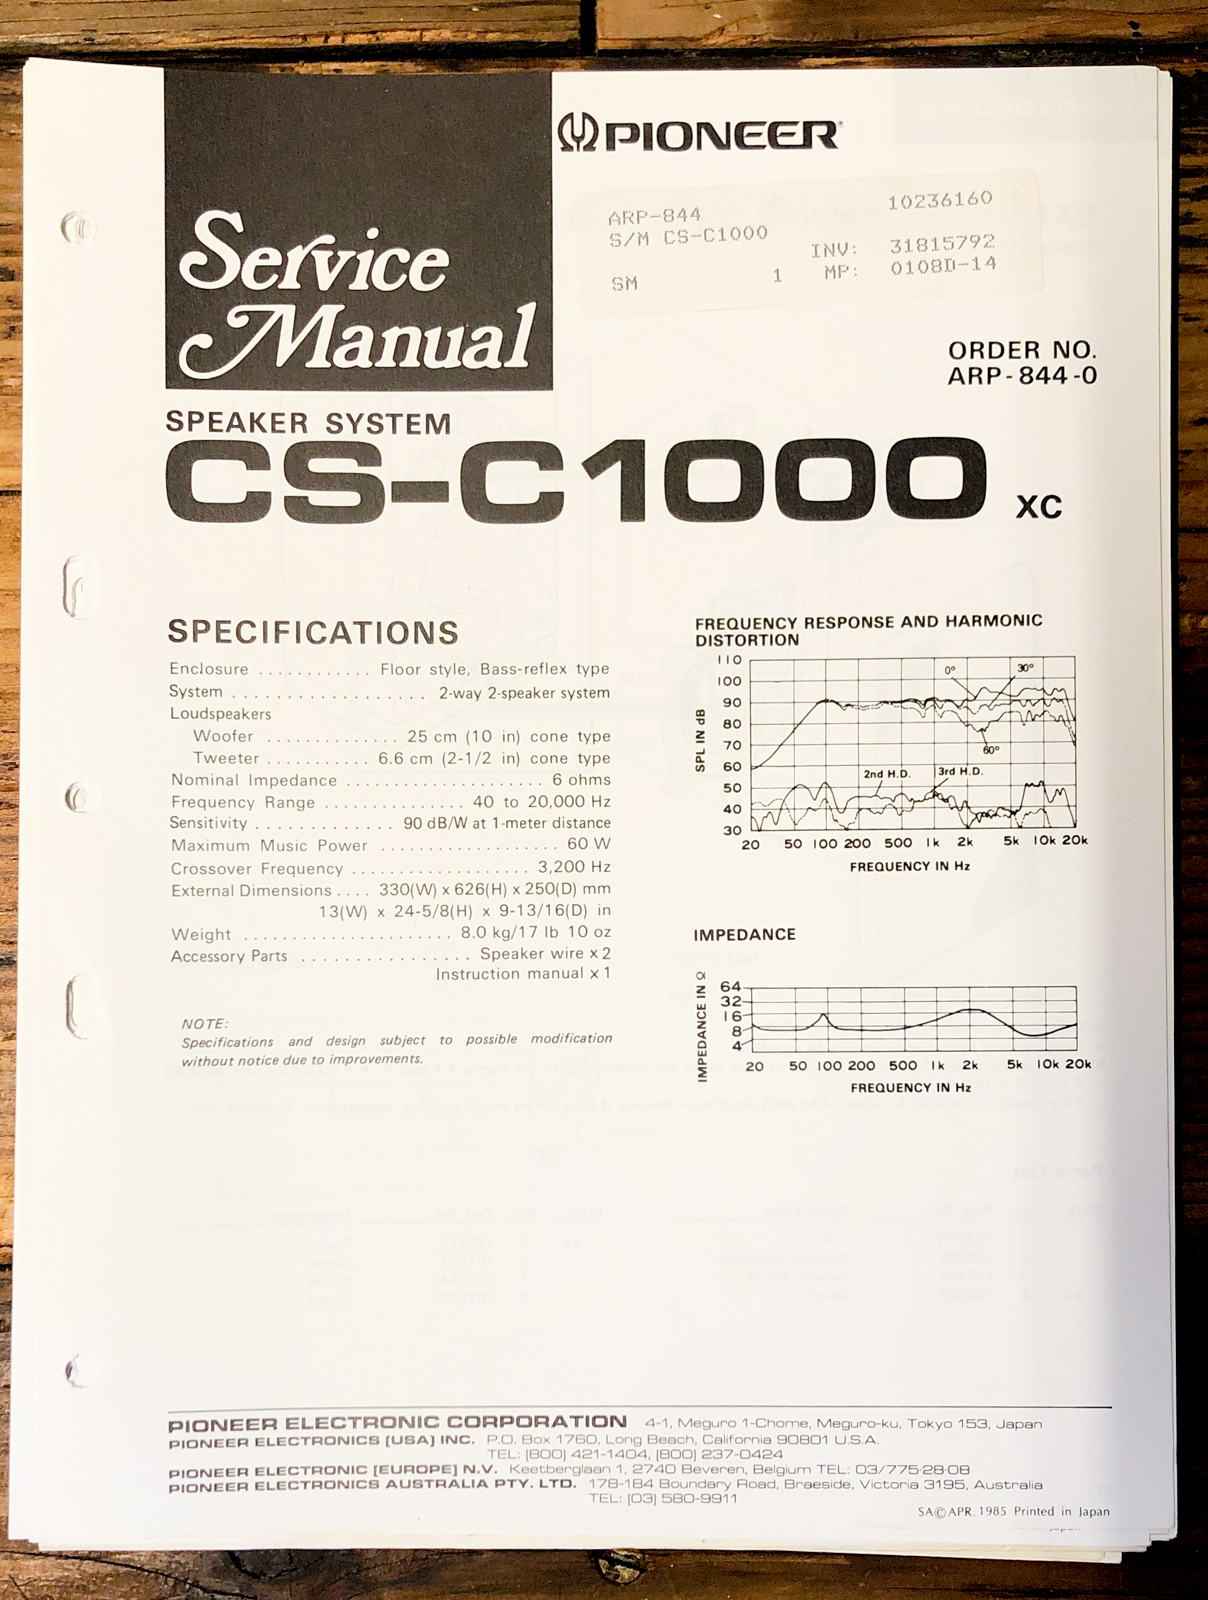 Service
Manual
PIONEER
ARP-844 10236160
S/M CS-C1000
INV: 31815792
SM 1 MP: 0108D-14
ORDER NO.
ARP-844-0
SPEAKER SYSTEM
CS-C1000 XC
SPECIFICATIONS
Enclosure ............ Floor style, Bass-reflex type
System ................... 2-way 2-speaker system
Loudspeakers
Woofer .............. 25 cm (10 in) cone type
Tweeter ........... 6.6 cm (2-1/2 in) cone type
Nominal Impedance ..................... 6 ohms
Frequency Range .............. 40 to 20,000 Hz
Sensitivity ............. 90 dB/W at 1-meter distance
Maximum Music Power .................. 60 W
Crossover Frequency .................. 3,200 Hz
External Dimensions .... 330(W) x 626(H) x 250(D) mm
13(W) x 24-5/8(H) x 9-13/16(D) in
Weight ..................... 8.0 kg/17 lb 10 oz
Accessory Parts ................. Speaker wire x 2
Instruction manual x 1
NOTE:
Specifications and design subject to possible modification
without notice due to improvements.
FREQUENCY RESPONSE AND HARMONIC
DISTORTION
SPL IN dB
110
100
90
80
70
60
50
40
30
0°
30°
60°
2nd H.D.
3rd H.D.
20 50 100 200 500 1k 2k 5k 10k 20k
FREQUENCY IN Hz
IMPEDANCE
IMPEDANCE IN Ω
64
32
16
8
4
20 50 100 200 500 1k 2k 5k 10k 20k
FREQUENCY IN Hz
PIONEER ELECTRONIC CORPORATION 4-1, Meguro 1-Chome, Meguro-ku, Tokyo 153, Japan
PIONEER ELECTRONICS [USA] INC. P.O. Box 1760, Long Beach, California 90801 U.S.A.
TEL: [800] 421-1404, [800] 237-0424
PIONEER ELECTRONIC [EUROPE] N.V. Keetberglaan 1, 2740 Beveren, Belgium TEL: 03/775·28·08
PIONEER ELECTRONICS AUSTRALIA PTY. LTD. 178-184 Boundary Road, Braeside, Victoria 3195, Australia
TEL: [03] 580-9911
SA © APR. 1985 Printed in Japan